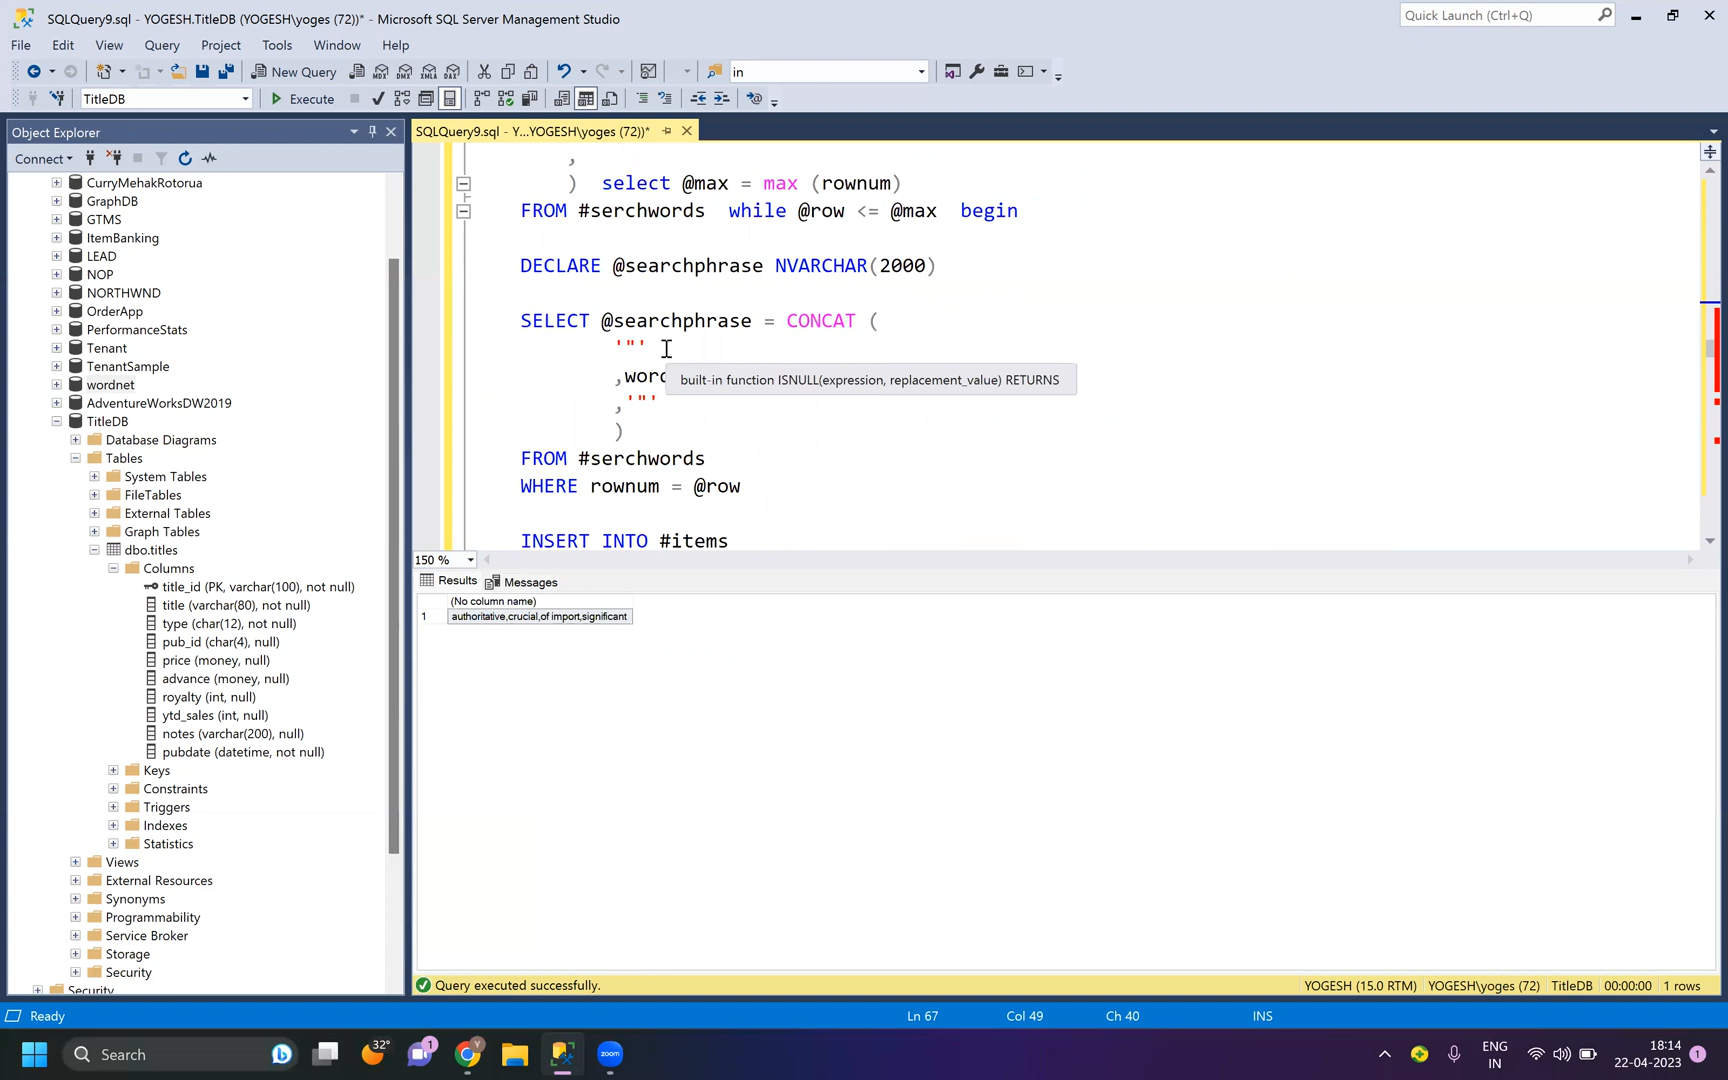 SQLQuery9.sql - YOGESH.TitleDB (YOGESH\yoges (72))* - Microsoft SQL Server Management Studio
Quick Launch (Ctrl+Q)
File Edit View Query Project Tools Window Help
New Query
MDX DMX XMLA DAX
in
TitleDB
Execute
Object Explorer
SQLQuery9.sql - Y...YOGESH\yoges (72))*
Connect
CurryMehakRotorua
GraphDB
GTMS
ItemBanking
LEAD
NOP
NORTHWND
OrderApp
PerformanceStats
Tenant
TenantSample
wordnet
AdventureWorksDW2019
TitleDB
Database Diagrams
Tables
System Tables
FileTables
External Tables
Graph Tables
dbo.titles
Columns
title_id (PK, varchar(100), not null)
title (varchar(80), not null)
type (char(12), not null)
pub_id (char(4), null)
price (money, null)
advance (money, null)
royalty (int, null)
ytd_sales (int, null)
notes (varchar(200), null)
pubdate (datetime, not null)
Keys
Constraints
Triggers
Indexes
Statistics
Views
External Resources
Synonyms
Programmability
Service Broker
Storage
Security
Security
,
) select @max = max (rownum)
FROM #serchwords while @row <= @max begin
DECLARE @searchphrase NVARCHAR(2000)
SELECT @searchphrase = CONCAT (
'"'
,word
built-in function ISNULL(expression, replacement_value) RETURNS
,'"'
)
FROM #serchwords
WHERE rownum = @row
INSERT INTO #items
150 %
Results Messages
(No column name)
1 authoritative,crucial,of import,significant
Query executed successfully.
YOGESH (15.0 RTM) YOGESH\yoges (72) TitleDB 00:00:00 1 rows
Ready
Ln 67 Col 49 Ch 40 INS
Search
32°
1
zoom
ENG
IN
18:14
22-04-2023
1